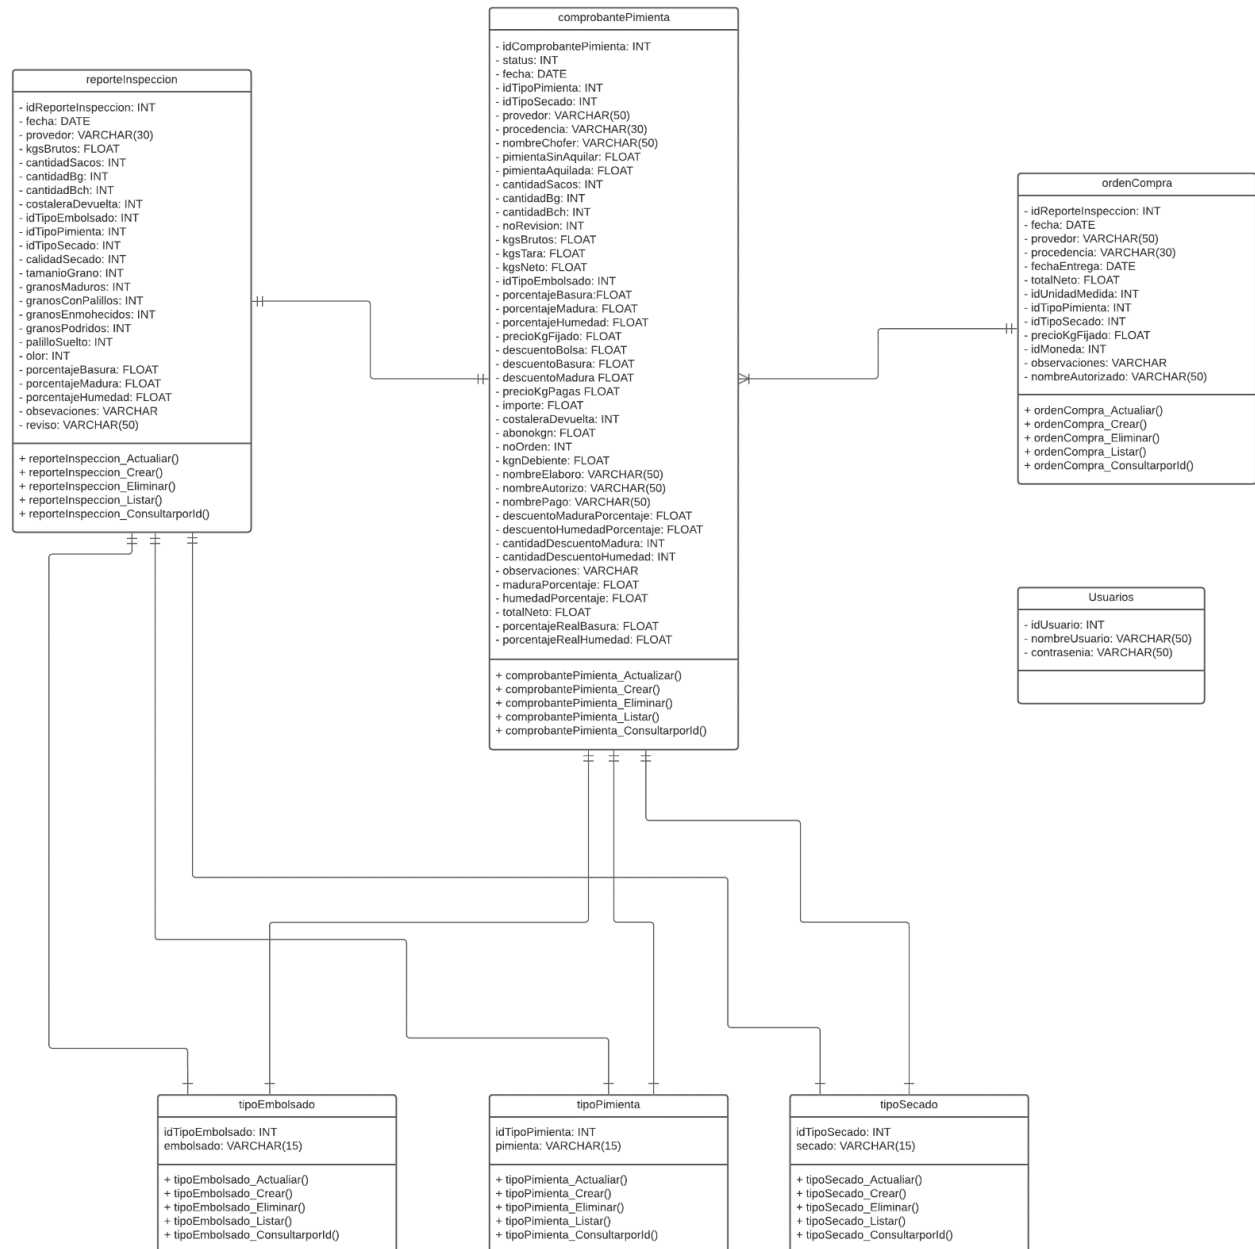 comprobantePimienta
- idComprobantePimienta: INT
- status: INT
- fecha: DATE
- idTipoPimienta: INT
- idTipoSecado: INT
- provedor: VARCHAR(50)
- procedencia: VARCHAR(30)
- nombreChofer: VARCHAR(50)
- pimientaSinAquilar: FLOAT
- pimientaAquilada: FLOAT
- cantidadSacos: INT
- cantidadBg: INT
- cantidadBch: INT
- noRevision: INT
- kgsBrutos: FLOAT
- kgsTara: FLOAT
- kgsNeto: FLOAT
- idTipoEmbolsado: INT
- porcentajeBasura:FLOAT
- porcentajeMadura: FLOAT
- porcentajeHumedad: FLOAT
- precioKgFijado: FLOAT
- descuentoBolsa: FLOAT
- descuentoBasura: FLOAT
- descuentoMadura FLOAT
- precioKgPagas FLOAT
- importe: FLOAT
- costaleraDevuelta: INT
- abonokgn: FLOAT
- noOrden: INT
- kgnDebiente: FLOAT
- nombreElaboro: VARCHAR(50)
- nombreAutorizo: VARCHAR(50)
- nombrePago: VARCHAR(50)
- descuentoMaduraPorcentaje: FLOAT
- descuentoHumedadPorcentaje: FLOAT
- cantidadDescuentoMadura: INT
- cantidadDescuentoHumedad: INT
- observaciones: VARCHAR
- maduraPorcentaje: FLOAT
- humedadPorcentaje: FLOAT
- totalNeto: FLOAT
- porcentajeRealBasura: FLOAT
- porcentajeRealHumedad: FLOAT
+ comprobantePimienta_Actualizar()
+ comprobantePimienta_Crear()
+ comprobantePimienta_Eliminar()
+ comprobantePimienta_Listar()
+ comprobantePimienta_ConsultarporId()
reporteInspeccion
- idReporteInspeccion: INT
- fecha: DATE
- provedor: VARCHAR(30)
- kgsBrutos: FLOAT
- cantidadSacos: INT
- cantidadBg: INT
- cantidadBch: INT
- costaleraDevuelta: INT
- idTipoEmbolsado: INT
- idTipoPimienta: INT
- idTipoSecado: INT
- calidadSecado: INT
- tamanioGrano: INT
- granosMaduros: INT
- granosConPalillos: INT
- granosEnmohecidos: INT
- granosPodridos: INT
- palilloSuelto: INT
- olor: INT
- porcentajeBasura: FLOAT
- porcentajeMadura: FLOAT
- porcentajeHumedad: FLOAT
- obsevaciones: VARCHAR
- reviso: VARCHAR(50)
+ reporteInspeccion_Actualiar()
+ reporteInspeccion_Crear()
+ reporteInspeccion_Eliminar()
+ reporteInspeccion_Listar()
+ reporteInspeccion_ConsultarporId()
ordenCompra
- idReporteInspeccion: INT
- fecha: DATE
- provedor: VARCHAR(50)
- procedencia: VARCHAR(30)
- fechaEntrega: DATE
- totalNeto: FLOAT
- idUnidadMedida: INT
- idTipoPimienta: INT
- idTipoSecado: INT
- precioKgFijado: FLOAT
- idMoneda: INT
- observaciones: VARCHAR
- nombreAutorizado: VARCHAR(50)
+ ordenCompra_Actualiar()
+ ordenCompra_Crear()
+ ordenCompra_Eliminar()
+ ordenCompra_Listar()
+ ordenCompra_ConsultarporId()
Usuarios
- idUsuario: INT
- nombreUsuario: VARCHAR(50)
- contrasenia: VARCHAR(50)
tipoEmbolsado
idTipoEmbolsado: INT
embolsado: VARCHAR(15)
+ tipoEmbolsado_Actualiar()
+ tipoEmbolsado_Crear()
+ tipoEmbolsado_Eliminar()
+ tipoEmbolsado_Listar()
+ tipoEmbolsado_ConsultarporId()
tipoPimienta
idTipoPimienta: INT
pimienta: VARCHAR(15)
+ tipoPimienta_Actualiar()
+ tipoPimienta_Crear()
+ tipoPimienta_Eliminar()
+ tipoPimienta_Listar()
+ tipoPimienta_ConsultarporId()
tipoSecado
idTipoSecado: INT
secado: VARCHAR(15)
+ tipoSecado_Actualiar()
+ tipoSecado_Crear()
+ tipoSecado_Eliminar()
+ tipoSecado_Listar()
+ tipoSecado_ConsultarporId()